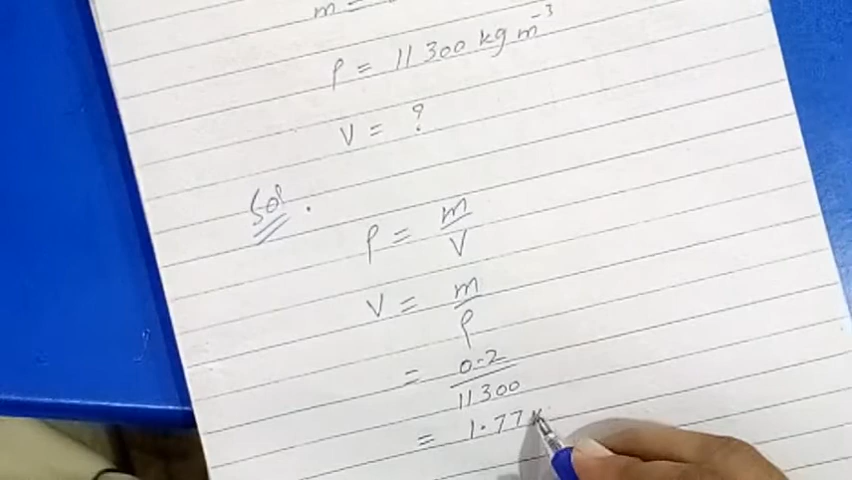 m =
ρ = 11 300 kg m⁻³
V = ?
Sol.
ρ = m/V
V = m/ρ
= 0.2/11300
= 1.77